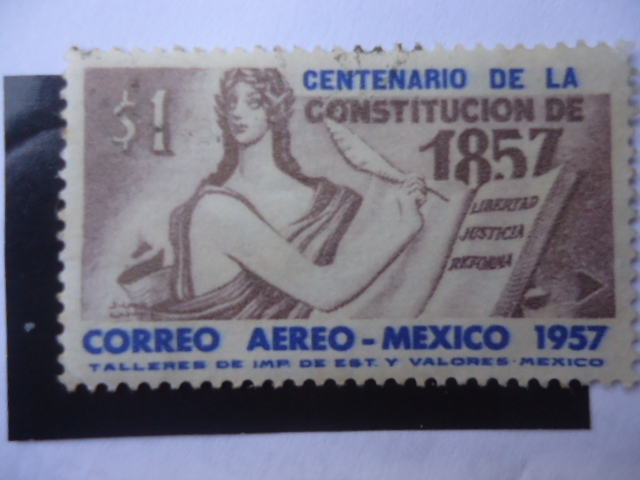 CENTENARIO DE LA
$1
CONSTITUCION DE
1857
LIBERTAD
JUSTICIA
REFORMA
CORREO AEREO - MEXICO 1957
TALLERES DE IMP. DE EST. Y VALORES - MEXICO